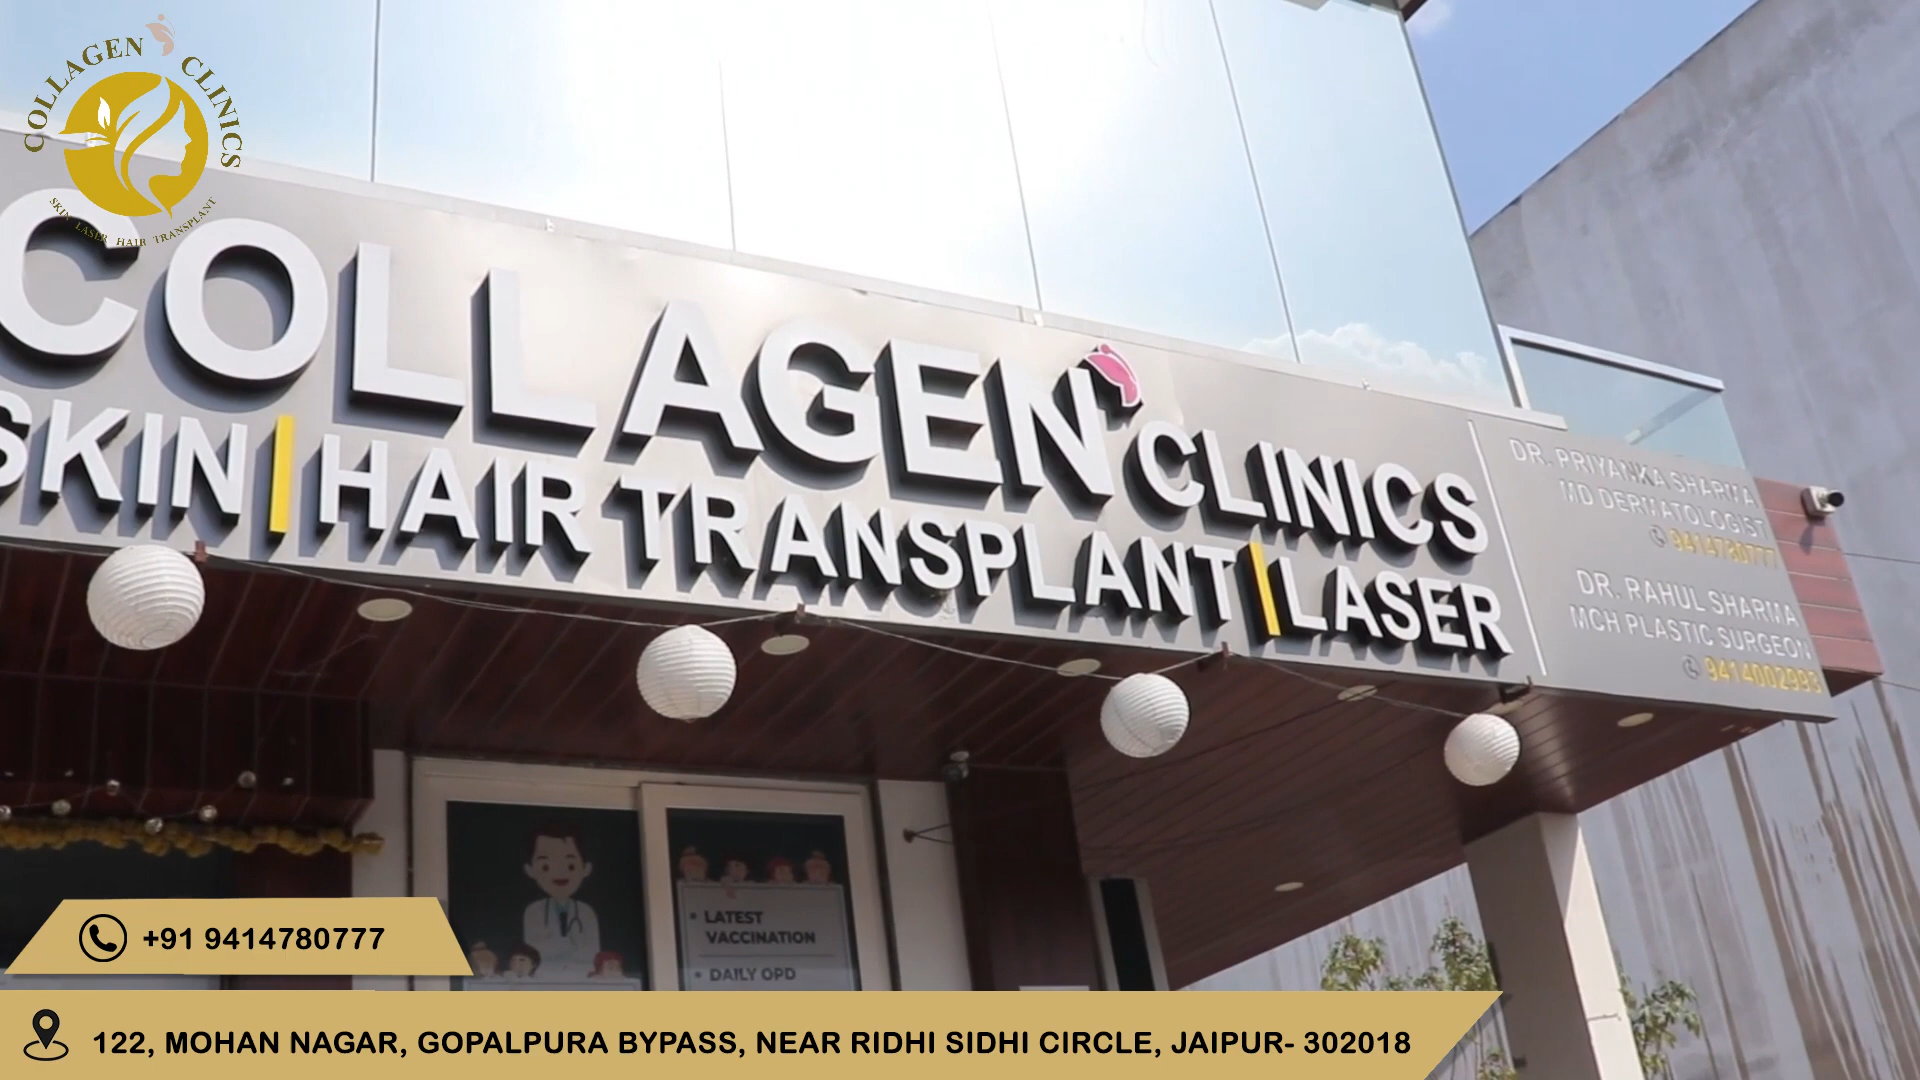 COLLAGEN CLINICS
SKIN LASER HAIR TRANSPLANT
COLLAGEN CLINICS
SKIN | HAIR TRANSPLANT | LASER
DR. PRIYANKA SHARMA
MD DERMATOLOGIST
9414780777
DR. RAHUL SHARMA
MCH PLASTIC SURGEON
9414002993
• LATEST
VACCINATION
• DAILY OPD
+91 9414780777
122, MOHAN NAGAR, GOPALPURA BYPASS, NEAR RIDHI SIDHI CIRCLE, JAIPUR- 302018